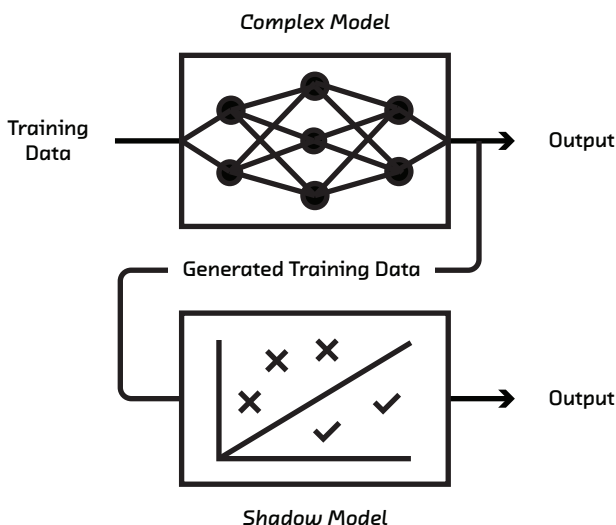 Complex Model
Training
Data
Output
Generated Training Data
Output
Shadow Model